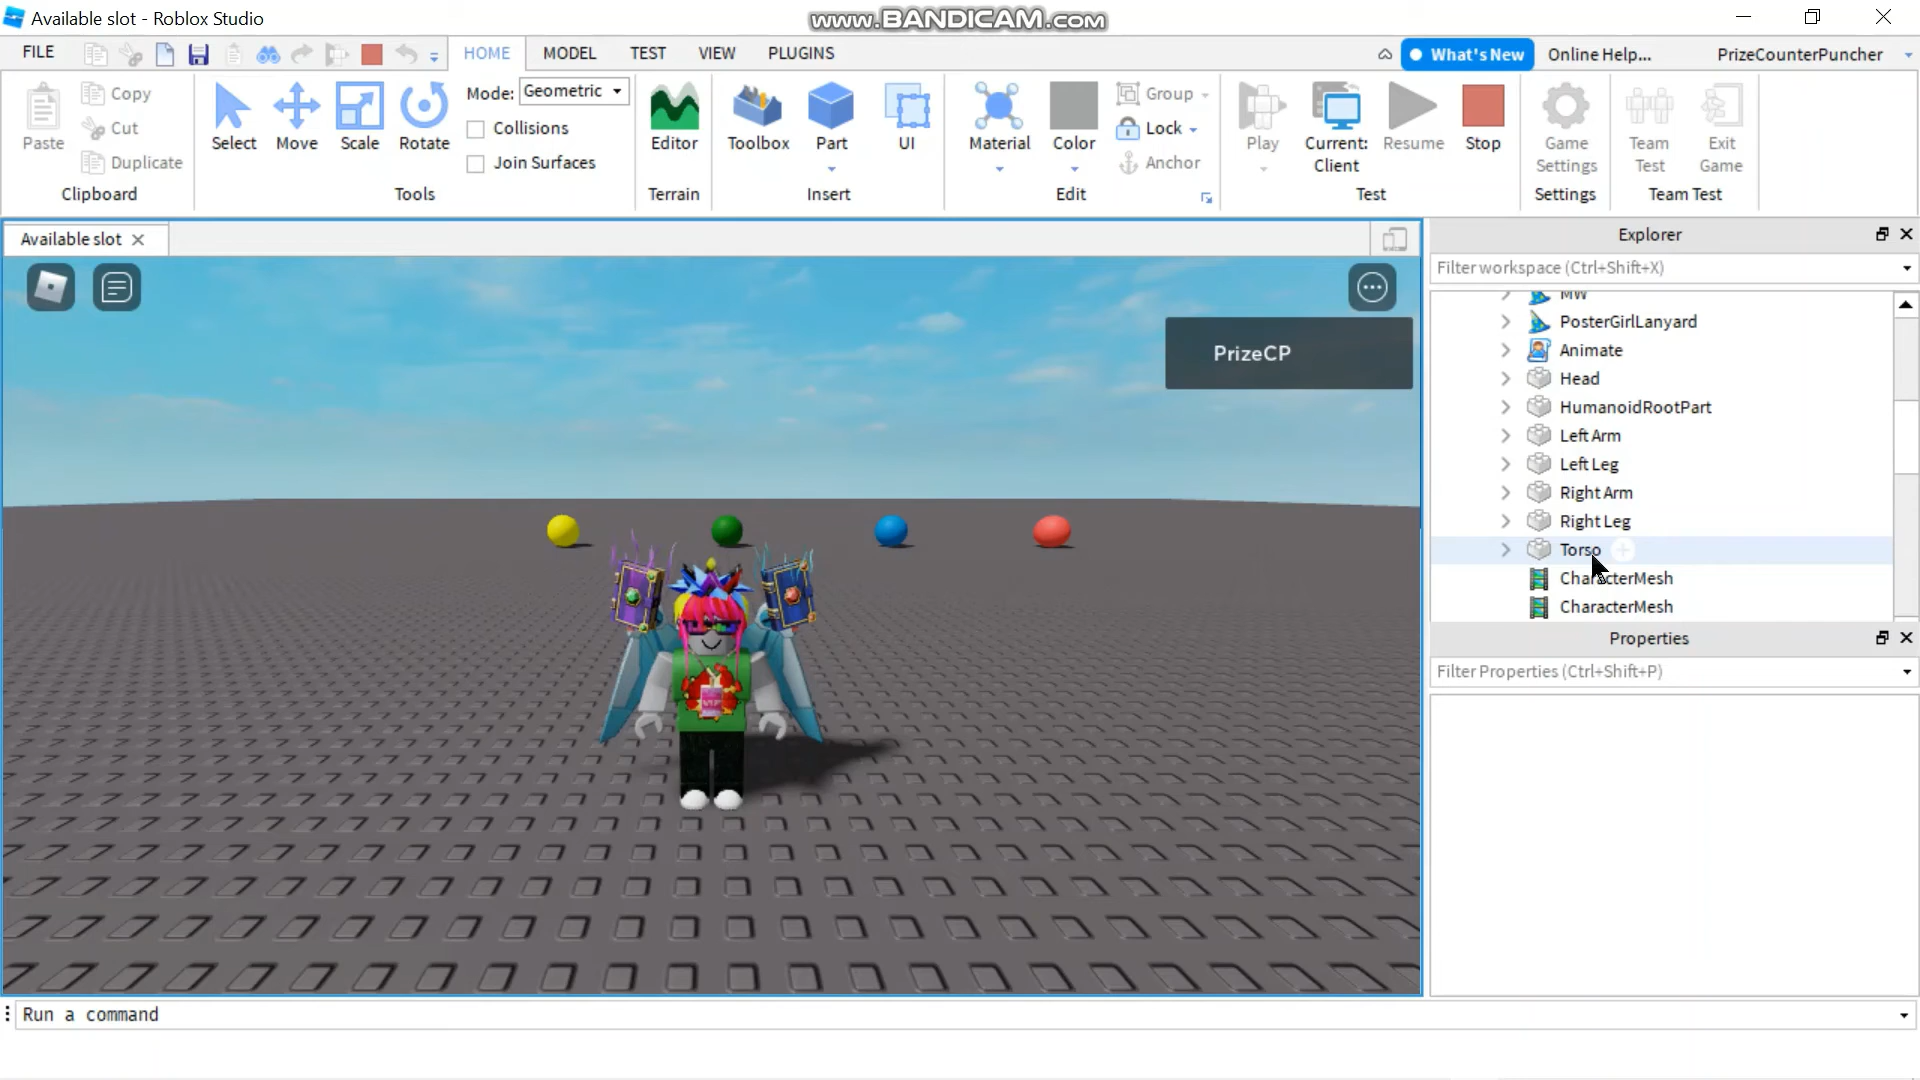 Available slot - Roblox Studio
www.BANDICAM.com
FILE
HOME
MODEL
TEST
VIEW
PLUGINS
What's New
Online Help...
PrizeCounterPuncher
Paste
Copy
Cut
Duplicate
Clipboard
Select
Move
Scale
Rotate
Mode: Geometric
Collisions
Join Surfaces
Tools
Editor
Terrain
Toolbox
Part
UI
Insert
Material
Color
Group
Lock
Anchor
Edit
Play
Current:
Client
Resume
Stop
Test
Game
Settings
Settings
Team
Test
Exit
Game
Team Test
Available slot
Explorer
Filter workspace (Ctrl+Shift+X)
MW
PosterGirlLanyard
Animate
Head
HumanoidRootPart
Left Arm
Left Leg
Right Arm
Right Leg
Torso
CharacterMesh
CharacterMesh
PrizeCP
Properties
Filter Properties (Ctrl+Shift+P)
Run a command